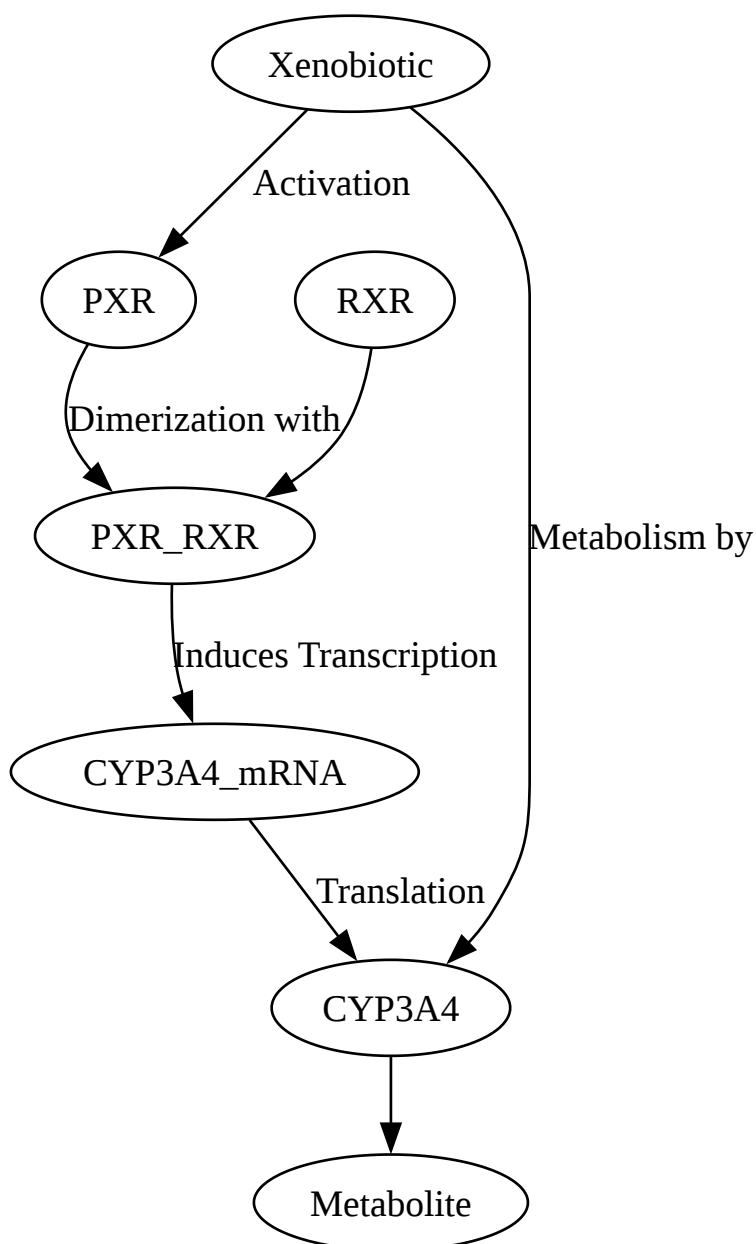 Xenobiotic
Activation
PXR
RXR
Dimerization with
PXR_RXR
Metabolism by
Induces Transcription
CYP3A4_mRNA
Translation
CYP3A4
Metabolite